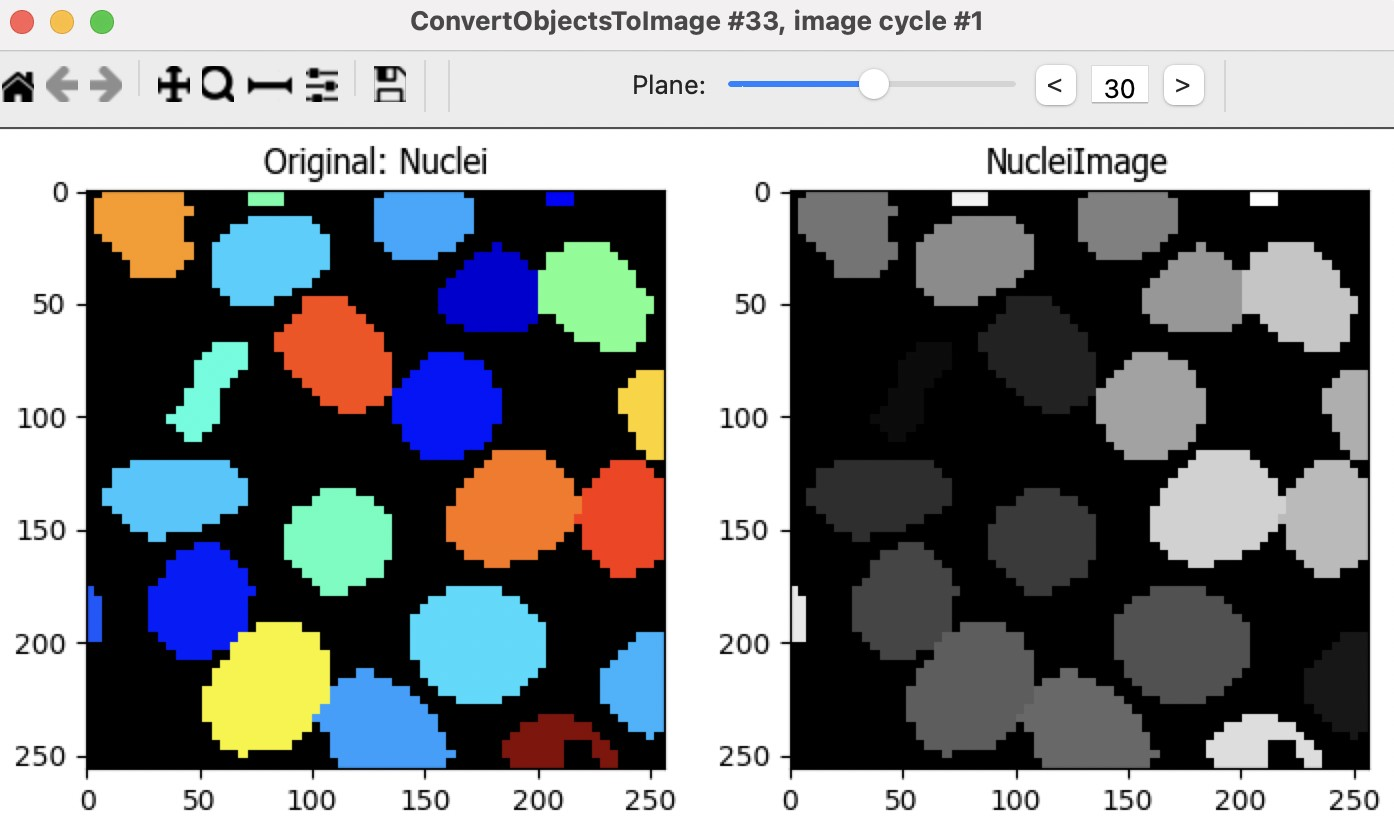 ConvertObjectsToImage #33, image cycle #1
Plane: < 30 >
Original: Nuclei NucleiImage
0 0
50 50
100 100
150 150
200 200
250 250
0 50 100 150 200 250 0 50 100 150 200 250